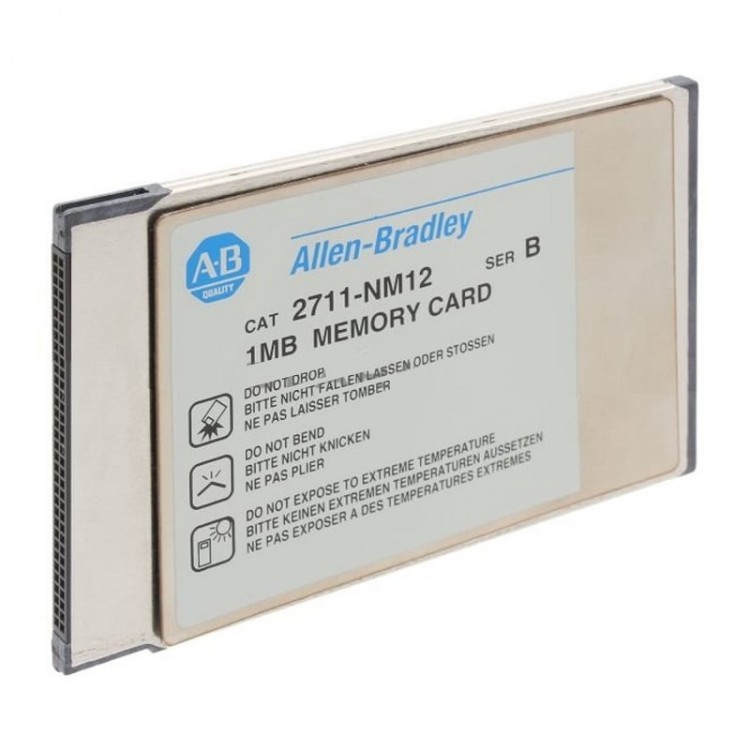 A-B
QUALITY
Allen-Bradley
CAT 2711-NM12 SER B
1MB MEMORY CARD
DO NOT DROP
BITTE NICHT FALLEN LASSEN ODER STOSSEN
NE PAS LAISSER TOMBER
DO NOT BEND
BITTE NICHT KNICKEN
NE PAS PLIER
DO NOT EXPOSE TO EXTREME TEMPERATURE
BITTE KEINEN EXTREMEN TEMPERATUREN AUSSETZEN
NE PAS EXPOSER A DES TEMPERATURES EXTREMES